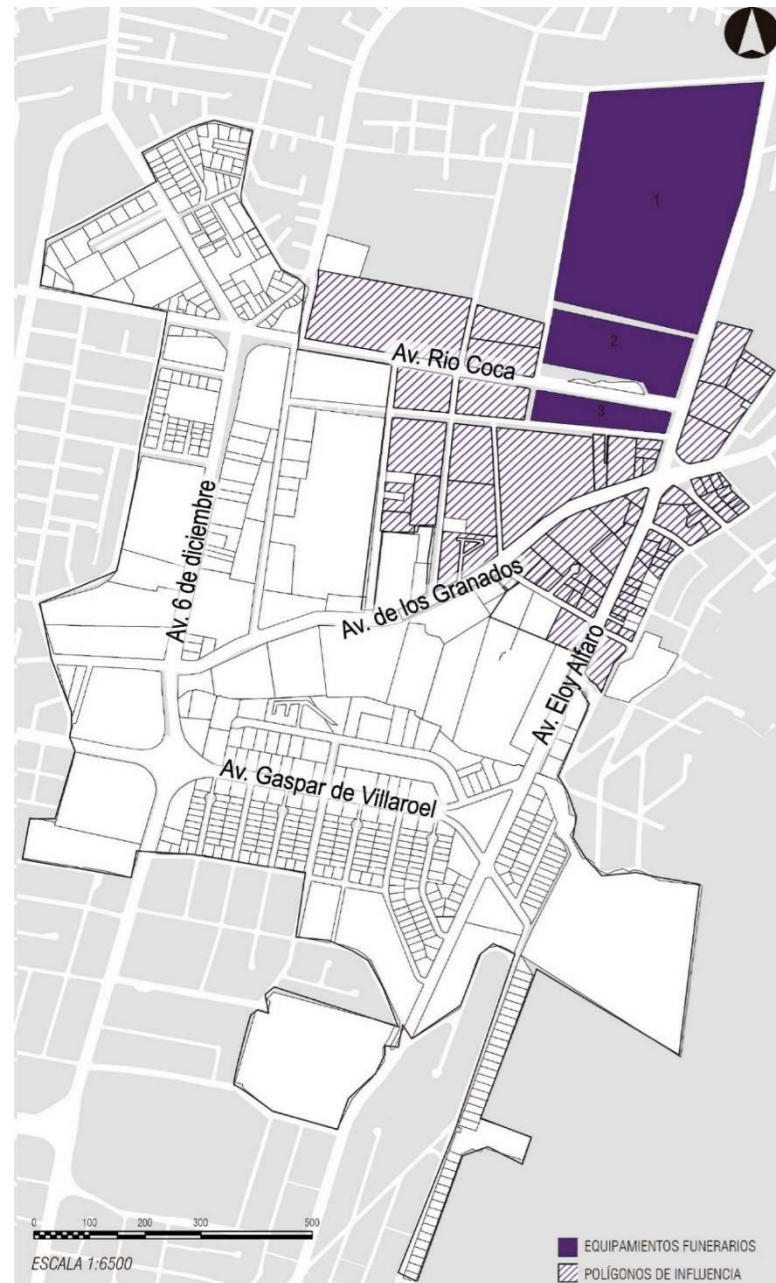 1
2
Av. Rio Coca
3
Av. 6 de diciembre
Av. de los Granados
Av. Eloy Alfaro
Av. Gaspar de Villaroel
0 100 200 300 500
ESCALA 1:6500
EQUIPAMIENTOS FUNERARIOS
POLÍGONOS DE INFLUENCIA